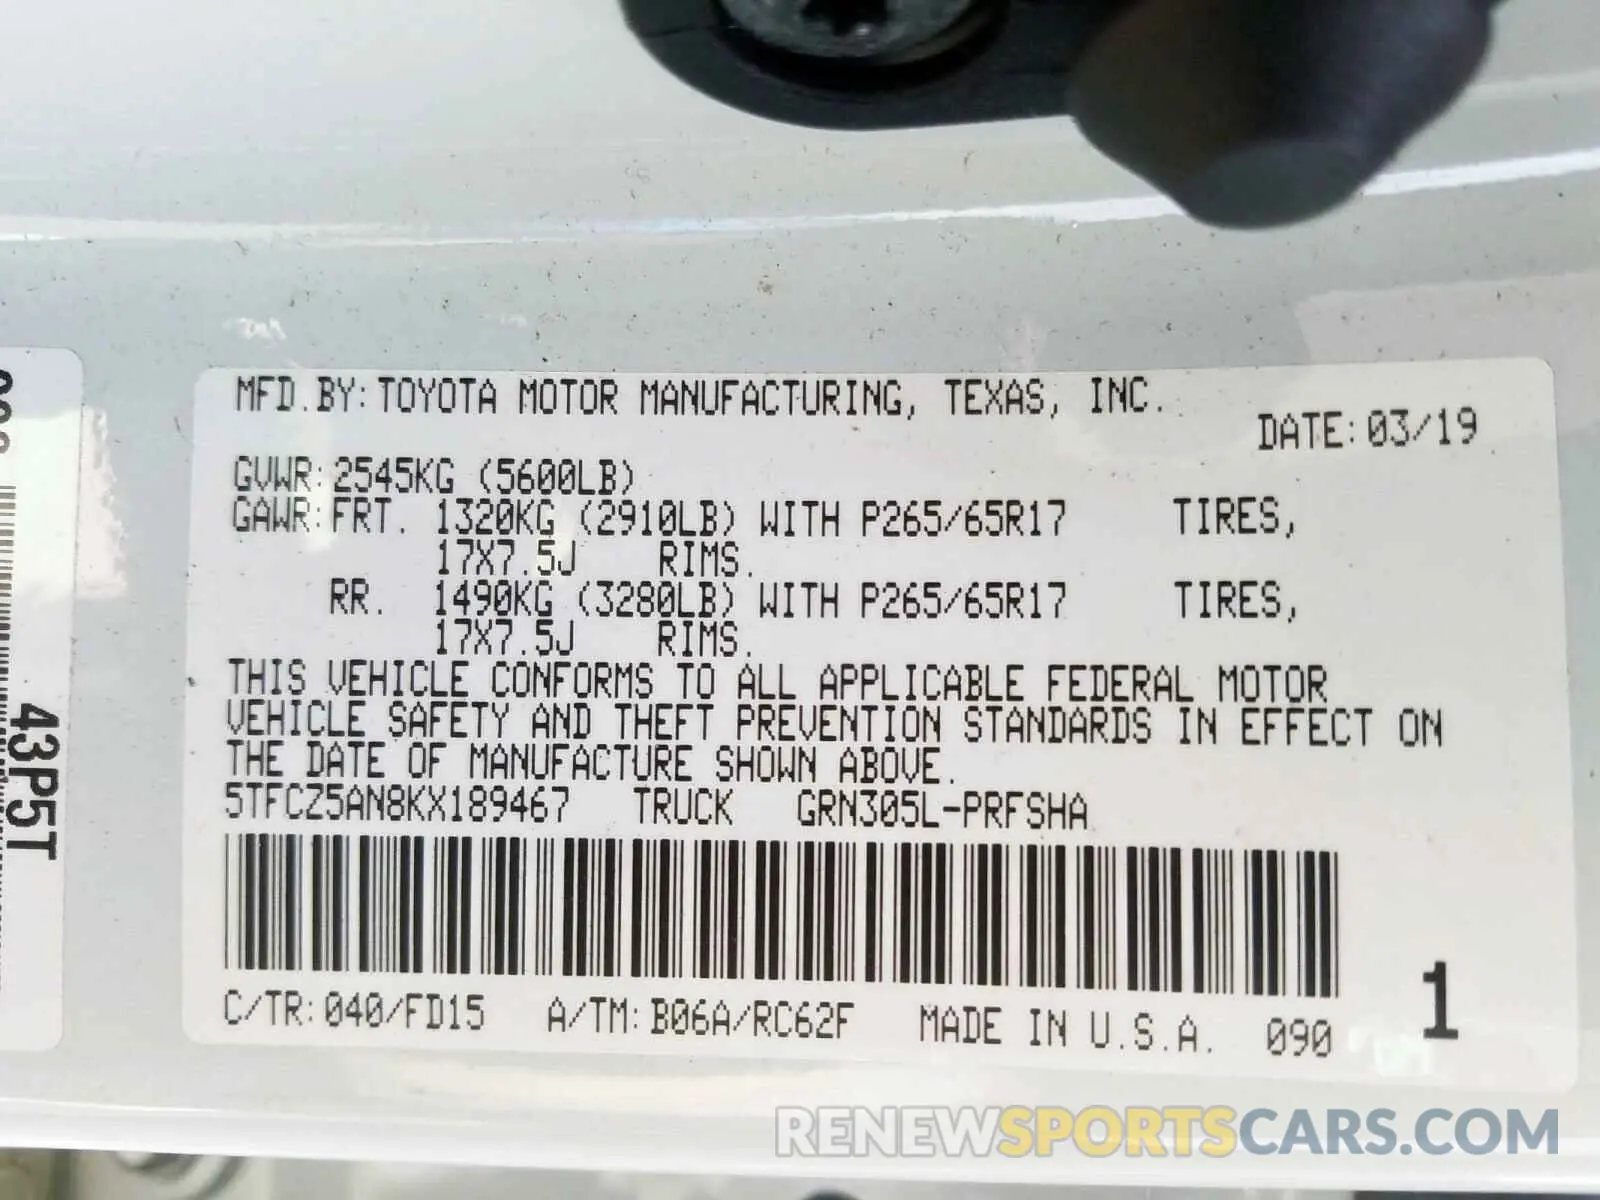 MFD.BY: TOYOTA MOTOR MANUFACTURING, TEXAS, INC.
DATE: 03/19
GVWR: 2545KG (5600LB)
GAWR: FRT. 1320KG (2910LB) WITH P265/65R17 TIRES,
17X7.5J RIMS.
RR. 1490KG (3280LB) WITH P265/65R17 TIRES,
17X7.5J RIMS.
THIS VEHICLE CONFORMS TO ALL APPLICABLE FEDERAL MOTOR
VEHICLE SAFETY AND THEFT PREVENTION STANDARDS IN EFFECT ON
THE DATE OF MANUFACTURE SHOWN ABOVE.
5TFCZ5AN8KX189467 TRUCK GRN305L-PRFSHA
C/TR: 040/FD15 A/TM: B06A/RC62F MADE IN U.S.A. 090
1
43P5T
RENEWSPORTSCARS.COM